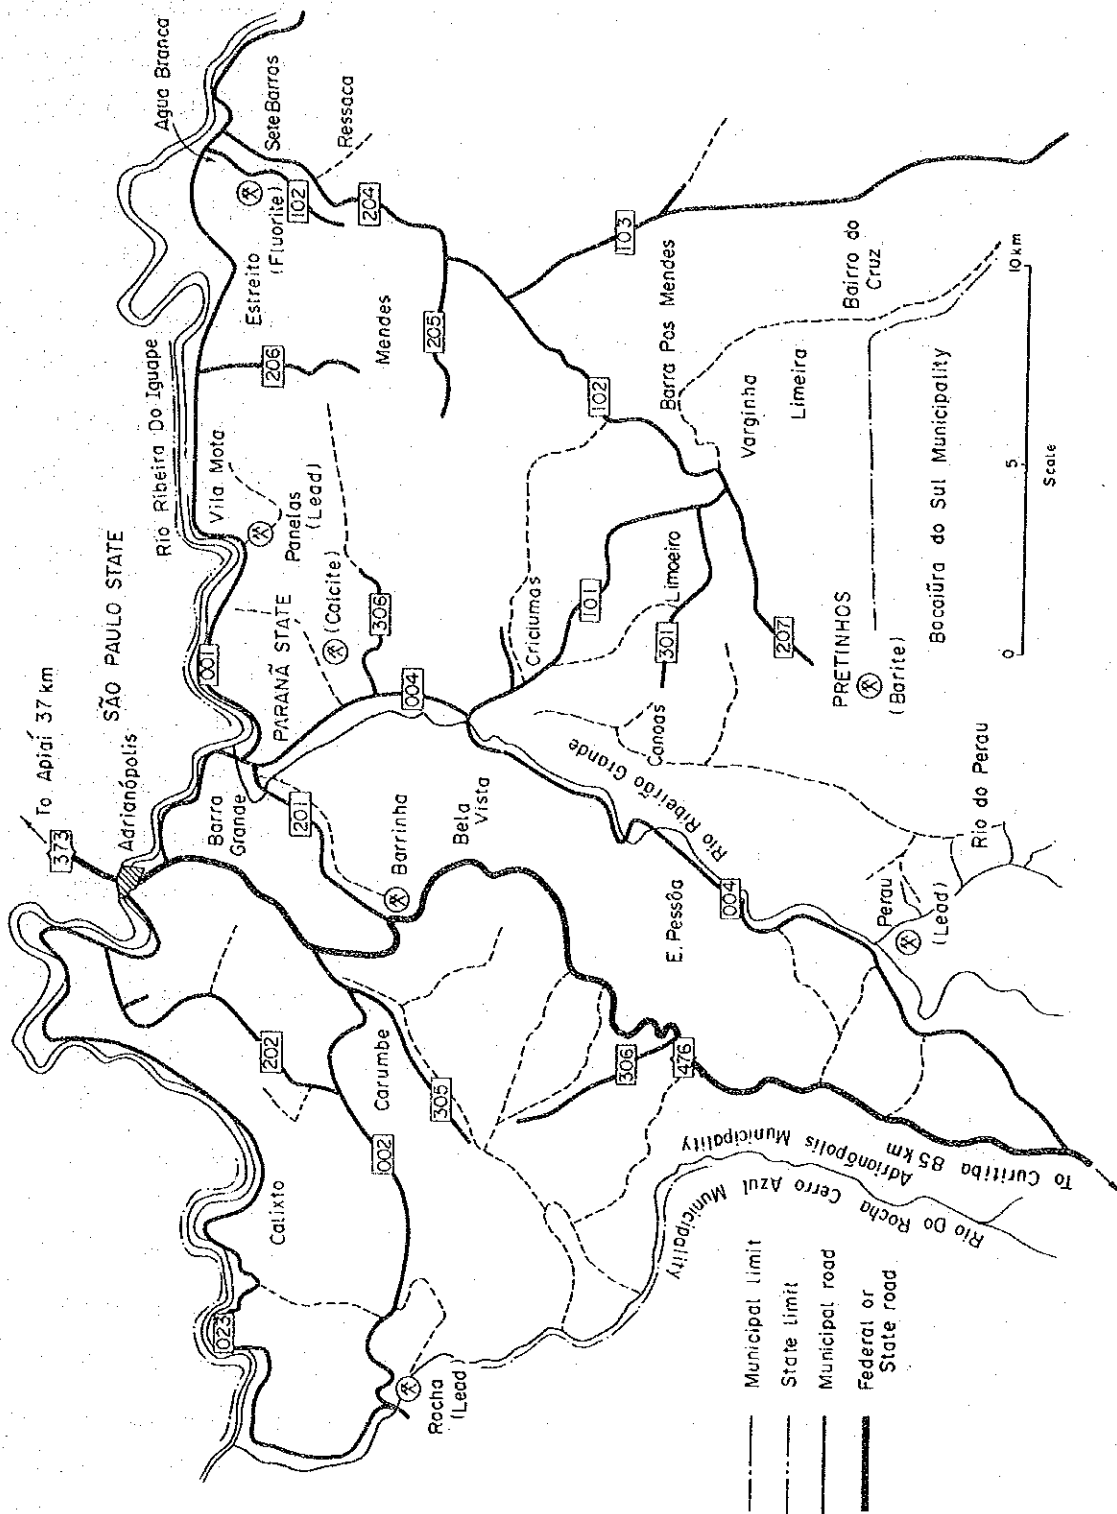 To Apiaí 37 km
373
SÃO PAULO STATE
Adrianópolis
Rio Ribeira Do Iguape
Agua Branca
Sete Barras
Ressaca
(Fluorite)
Estreito
102
204
Mendes
205
206
103
Vila Mota
Panelas
(Lead)
001
PARANÃ STATE
(Calcite)
306
004
Barra
Grande
201
Barrinha
Bela
Vista
Criciumas
101
102
Barra Pas Mendes
Varginha
Limeira
Bairro do
Cruz
Limoeiro
301
Canoas
207
PRETINHOS
(Barite)
Bocaiũra do Sul Municipality
Rio Ribeirão Grande
E. Pessôa
004
Perau
(Lead)
Rio do Perau
023
Calixto
202
Carumbe
002
305
306
476
Racha
(Lead
Adrianõpolis Municipality
To Curitiba 85 km
Cerro Azul Municipality
Rio Do Rocha
0
5
10 km
Scale
Municipal limit
State limit
Municipal road
Federal or
State road